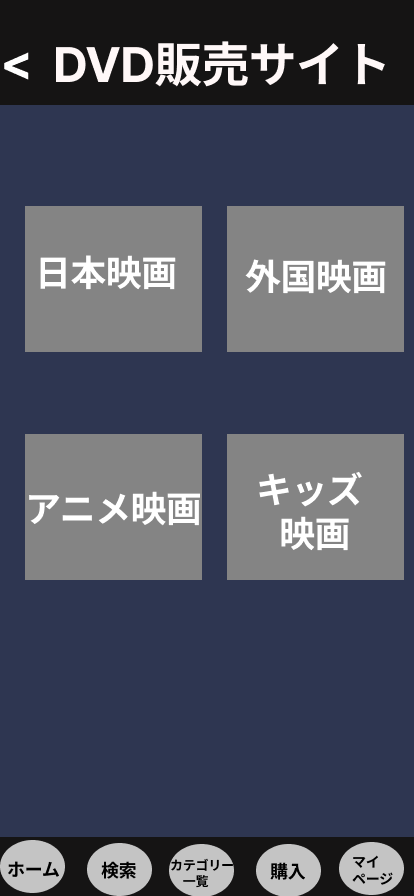 < DVD販売サイト
日本映画
外国映画
アニメ映画
キッズ
映画
ホーム
検索
カテゴリー
一覧
購入
マイ
ページ